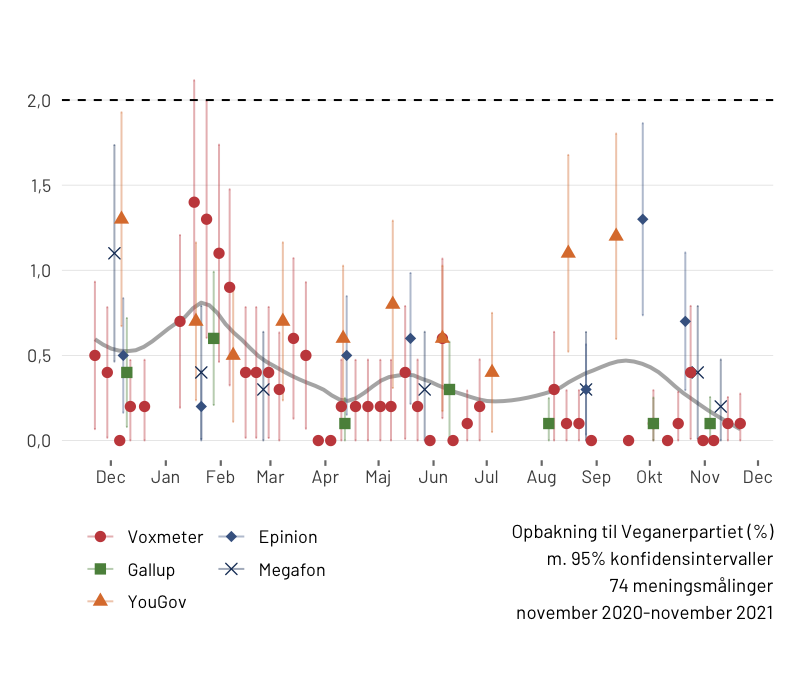 2,0
1,5
1,0
0,5
0,0
Dec Jan Feb Mar Apr Maj Jun Jul Aug Sep Okt Nov Dec
Voxmeter Epinion
Gallup Megafon
YouGov
Opbakning til Veganerpartiet (%)
m. 95% konfidensintervaller
74 meningsmålinger
november 2020-november 2021